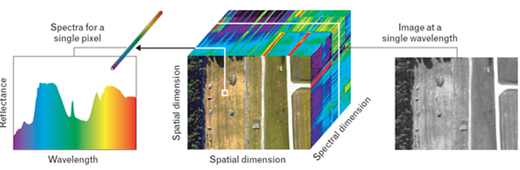 Spectra for a
single pixel
Reflectance
Wavelength
Spatial dimension
Spatial dimension
Spectral dimension
Image at a
single wavelength